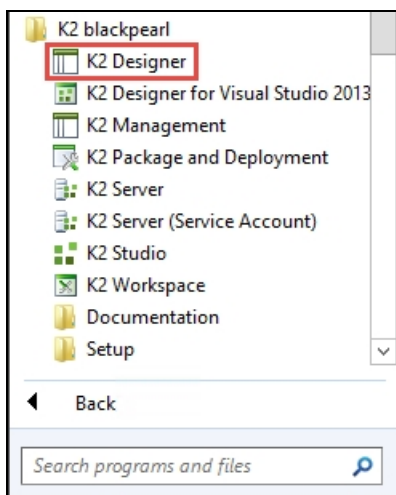 K2 blackpearl
K2 Designer
K2 Designer for Visual Studio 2013
K2 Management
K2 Package and Deployment
K2 Server
K2 Server (Service Account)
K2 Studio
K2 Workspace
Documentation
Setup
Back
Search programs and files